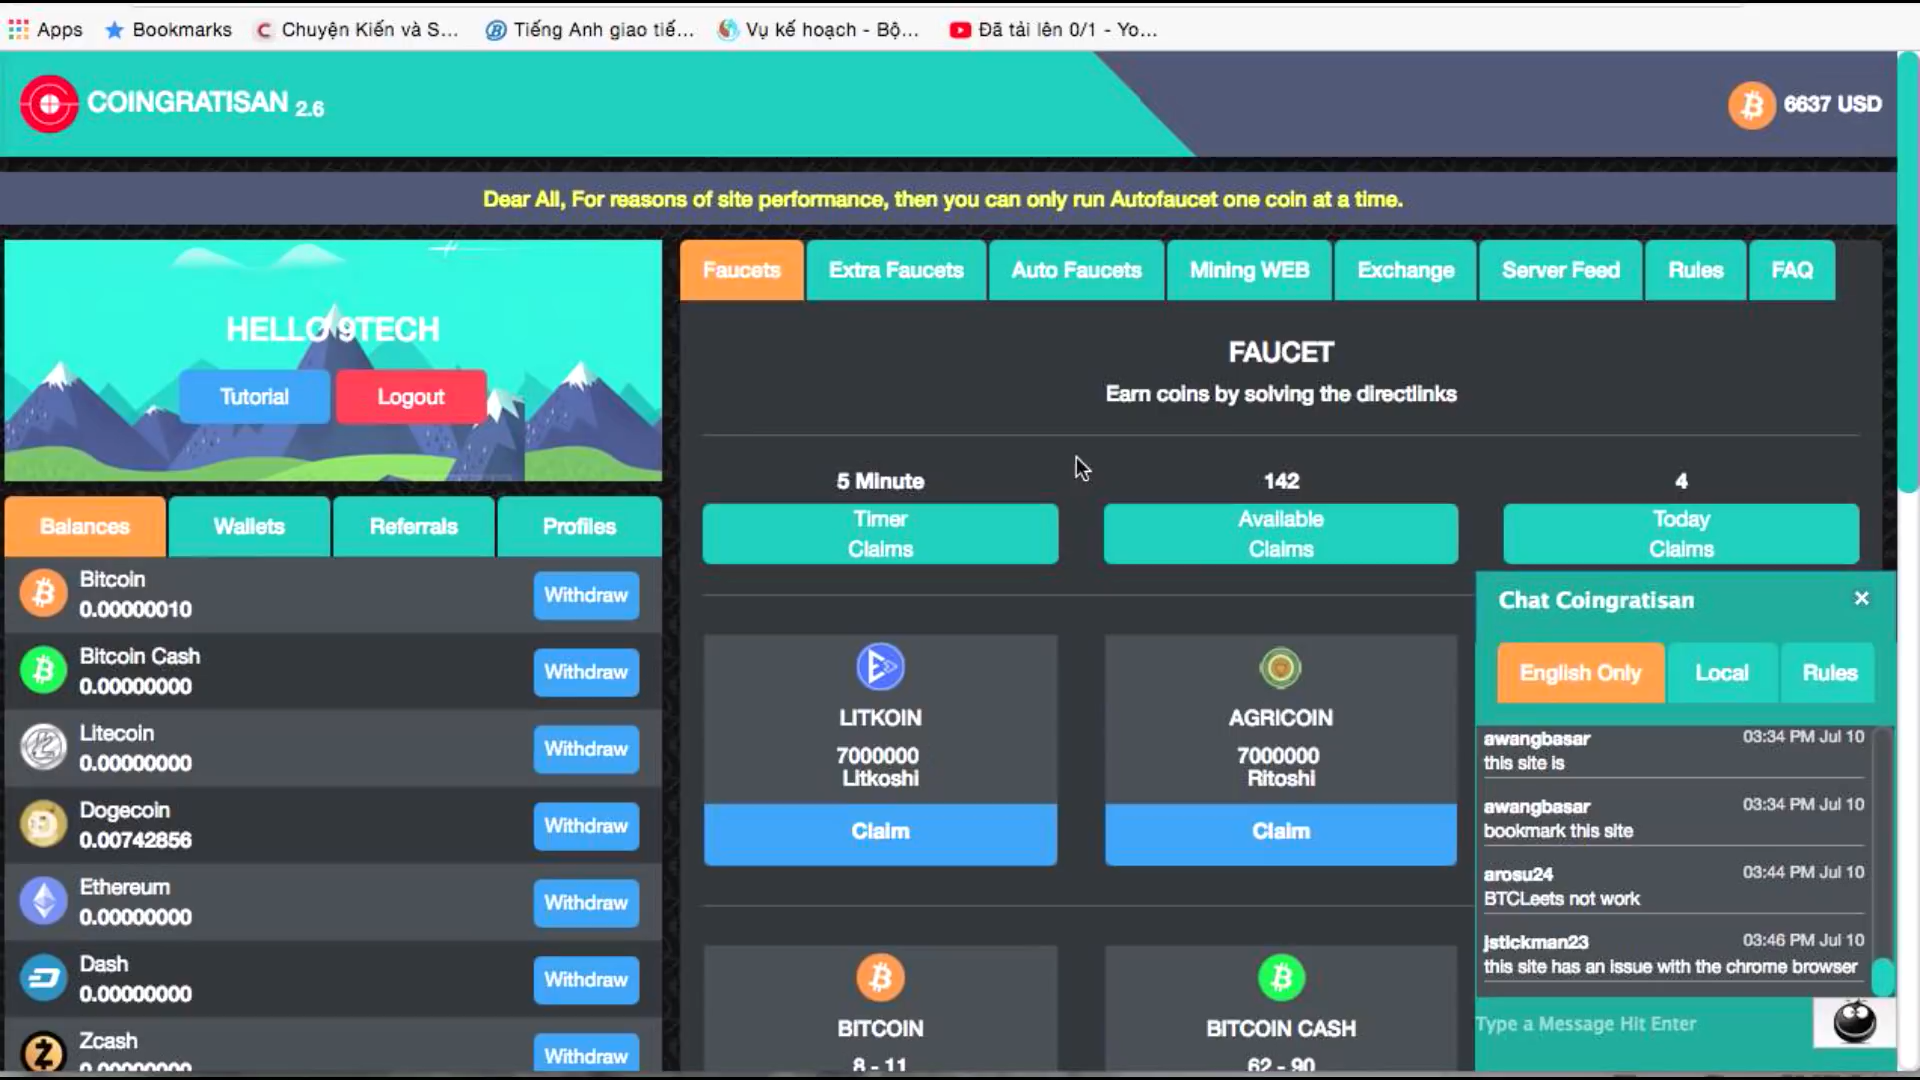 Apps
Bookmarks
Chuyện Kiến và S...
Tiếng Anh giao tiế...
Vụ kế hoạch - Bộ...
Đã tải lên 0/1 - Yo...
COINGRATISAN 2.6
6637 USD
Dear All, For reasons of site performance, then you can only run Autofaucet one coin at a time.
HELLO 9TECH
Tutorial
Logout
Balances
Wallets
Referrals
Profiles
Bitcoin
0.00000010
Withdraw
Bitcoin Cash
0.00000000
Withdraw
Litecoin
0.00000000
Withdraw
Dogecoin
0.00742856
Withdraw
Ethereum
0.00000000
Withdraw
Dash
0.00000000
Withdraw
Zcash
Withdraw
Faucets
Extra Faucets
Auto Faucets
Mining WEB
Exchange
Server Feed
Rules
FAQ
FAUCET
Earn coins by solving the directlinks
5 Minute
Timer
Claims
142
Available
Claims
4
Today
Claims
LITKOIN
7000000
Litkoshi
Claim
AGRICOIN
7000000
Ritoshi
Claim
BITCOIN
8 - 11
BITCOIN CASH
62 - 90
Chat Coingratisan
×
English Only
Local
Rules
awangbasar 03:34 PM Jul 10
this site is
awangbasar 03:34 PM Jul 10
bookmark this site
arosu24 03:44 PM Jul 10
BTCLeets not work
jstickman23 03:46 PM Jul 10
this site has an issue with the chrome browser
Type a Message Hit Enter